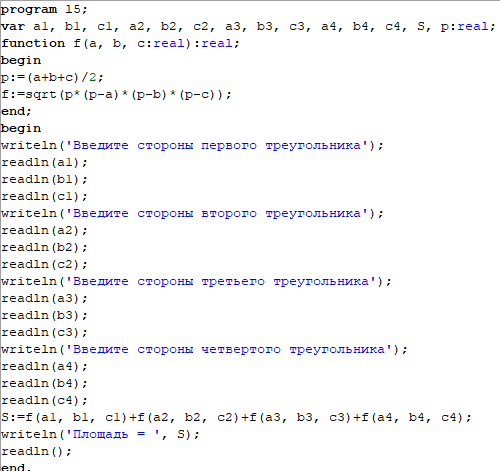 program l5;
var a1, b1, c1, a2, b2, c2, a3, b3, c3, a4, b4, c4, S, p:real;
function f(a, b, c:real):real;
begin
p:=(a+b+c)/2;
f:=sqrt(p*(p-a)*(p-b)*(p-c));
end;
begin
writeln('Введите стороны первого треугольника');
readln(a1);
readln(b1);
readln(c1);
writeln('Введите стороны второго треугольника');
readln(a2);
readln(b2);
readln(c2);
writeln('Введите стороны третьего треугольника');
readln(a3);
readln(b3);
readln(c3);
writeln('Введите стороны четвертого треугольника');
readln(a4);
readln(b4);
readln(c4);
S:=f(a1, b1, c1)+f(a2, b2, c2)+f(a3, b3, c3)+f(a4, b4, c4);
writeln('Площадь = ', S);
readln();
end.